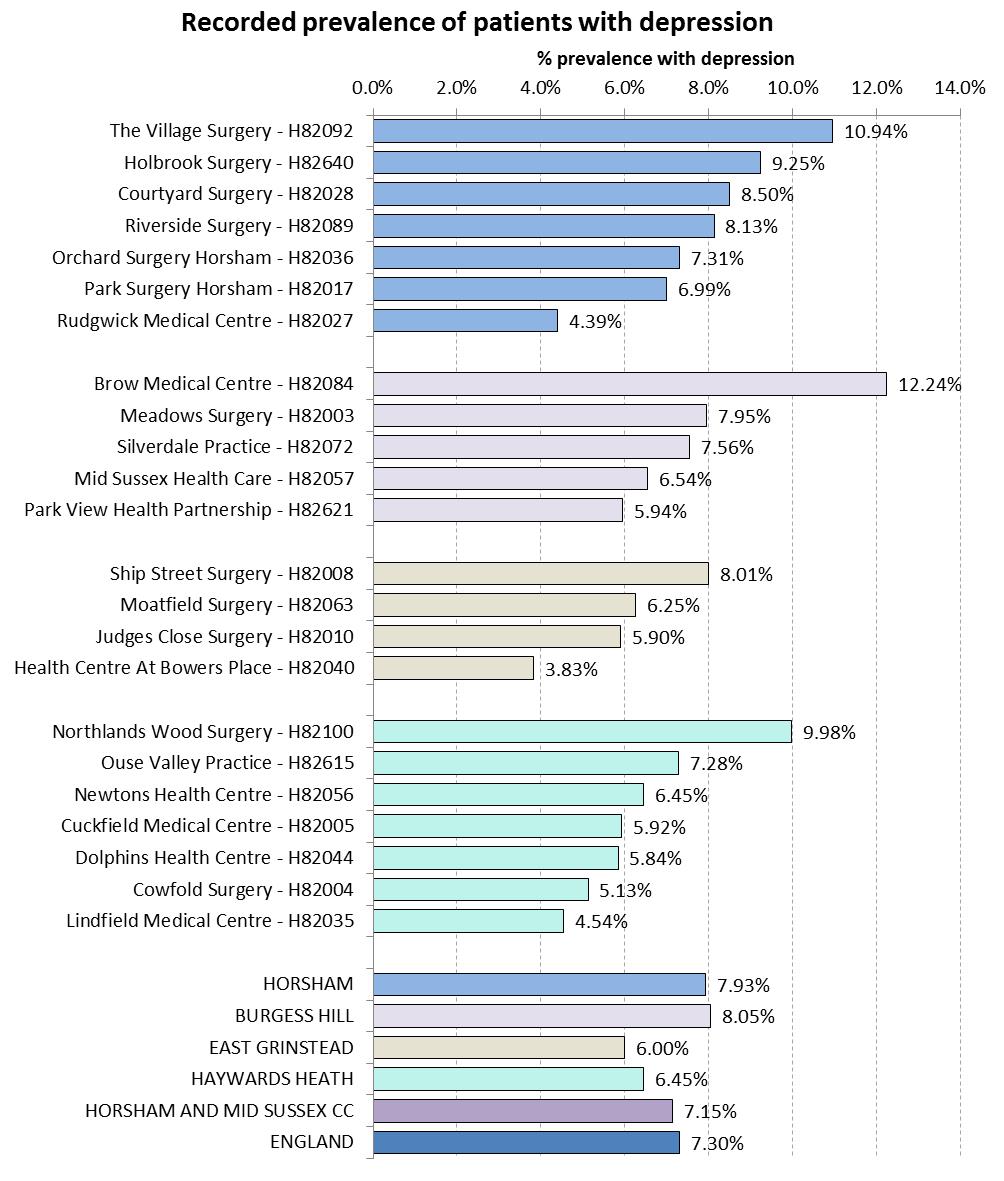 Recorded prevalence of patients with depression
% prevalence with depression
0.0% 2.0% 4.0% 6.0% 8.0% 10.0% 12.0% 14.0%
The Village Surgery - H82092 10.94%
Holbrook Surgery - H82640 9.25%
Courtyard Surgery - H82028 8.50%
Riverside Surgery - H82089 8.13%
Orchard Surgery Horsham - H82036 7.31%
Park Surgery Horsham - H82017 6.99%
Rudgwick Medical Centre - H82027 4.39%
Brow Medical Centre - H82084 12.24%
Meadows Surgery - H82003 7.95%
Silverdale Practice - H82072 7.56%
Mid Sussex Health Care - H82057 6.54%
Park View Health Partnership - H82621 5.94%
Ship Street Surgery - H82008 8.01%
Moatfield Surgery - H82063 6.25%
Judges Close Surgery - H82010 5.90%
Health Centre At Bowers Place - H82040 3.83%
Northlands Wood Surgery - H82100 9.98%
Ouse Valley Practice - H82615 7.28%
Newtons Health Centre - H82056 6.45%
Cuckfield Medical Centre - H82005 5.92%
Dolphins Health Centre - H82044 5.84%
Cowfold Surgery - H82004 5.13%
Lindfield Medical Centre - H82035 4.54%
HORSHAM 7.93%
BURGESS HILL 8.05%
EAST GRINSTEAD 6.00%
HAYWARDS HEATH 6.45%
HORSHAM AND MID SUSSEX CC 7.15%
ENGLAND 7.30%